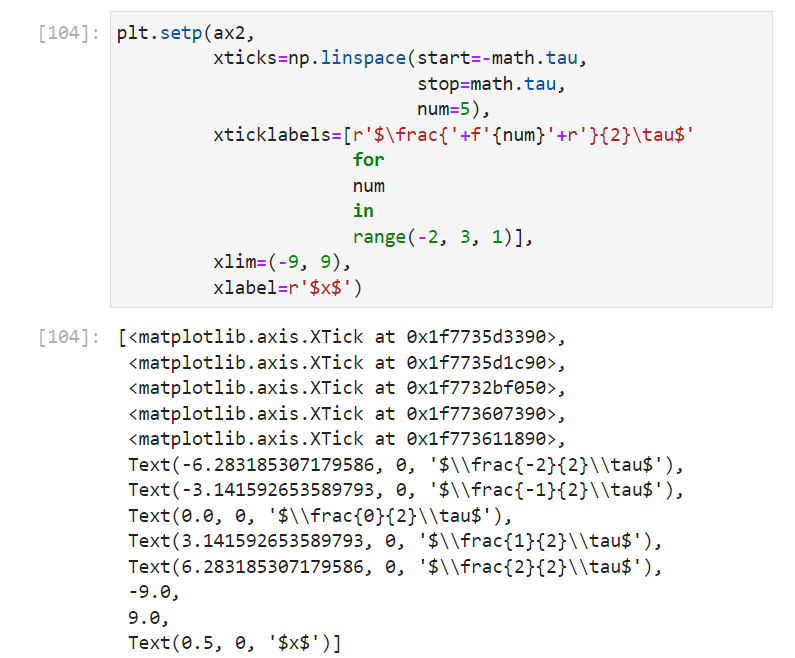 [104]: plt.setp(ax2,
xticks=np.linspace(start=-math.tau,
stop=math.tau,
num=5),
xticklabels=[r'$\frac{'+f'{num}'+r'}{2}\tau$'
for
num
in
range(-2, 3, 1)],
xlim=(-9, 9),
xlabel=r'$x$')
[104]: [<matplotlib.axis.XTick at 0x1f7735d3390>,
<matplotlib.axis.XTick at 0x1f7735d1c90>,
<matplotlib.axis.XTick at 0x1f7732bf050>,
<matplotlib.axis.XTick at 0x1f773607390>,
<matplotlib.axis.XTick at 0x1f773611890>,
Text(-6.283185307179586, 0, '$\\frac{-2}{2}\\tau$'),
Text(-3.141592653589793, 0, '$\\frac{-1}{2}\\tau$'),
Text(0.0, 0, '$\\frac{0}{2}\\tau$'),
Text(3.141592653589793, 0, '$\\frac{1}{2}\\tau$'),
Text(6.283185307179586, 0, '$\\frac{2}{2}\\tau$'),
-9.0,
9.0,
Text(0.5, 0, '$x$')]